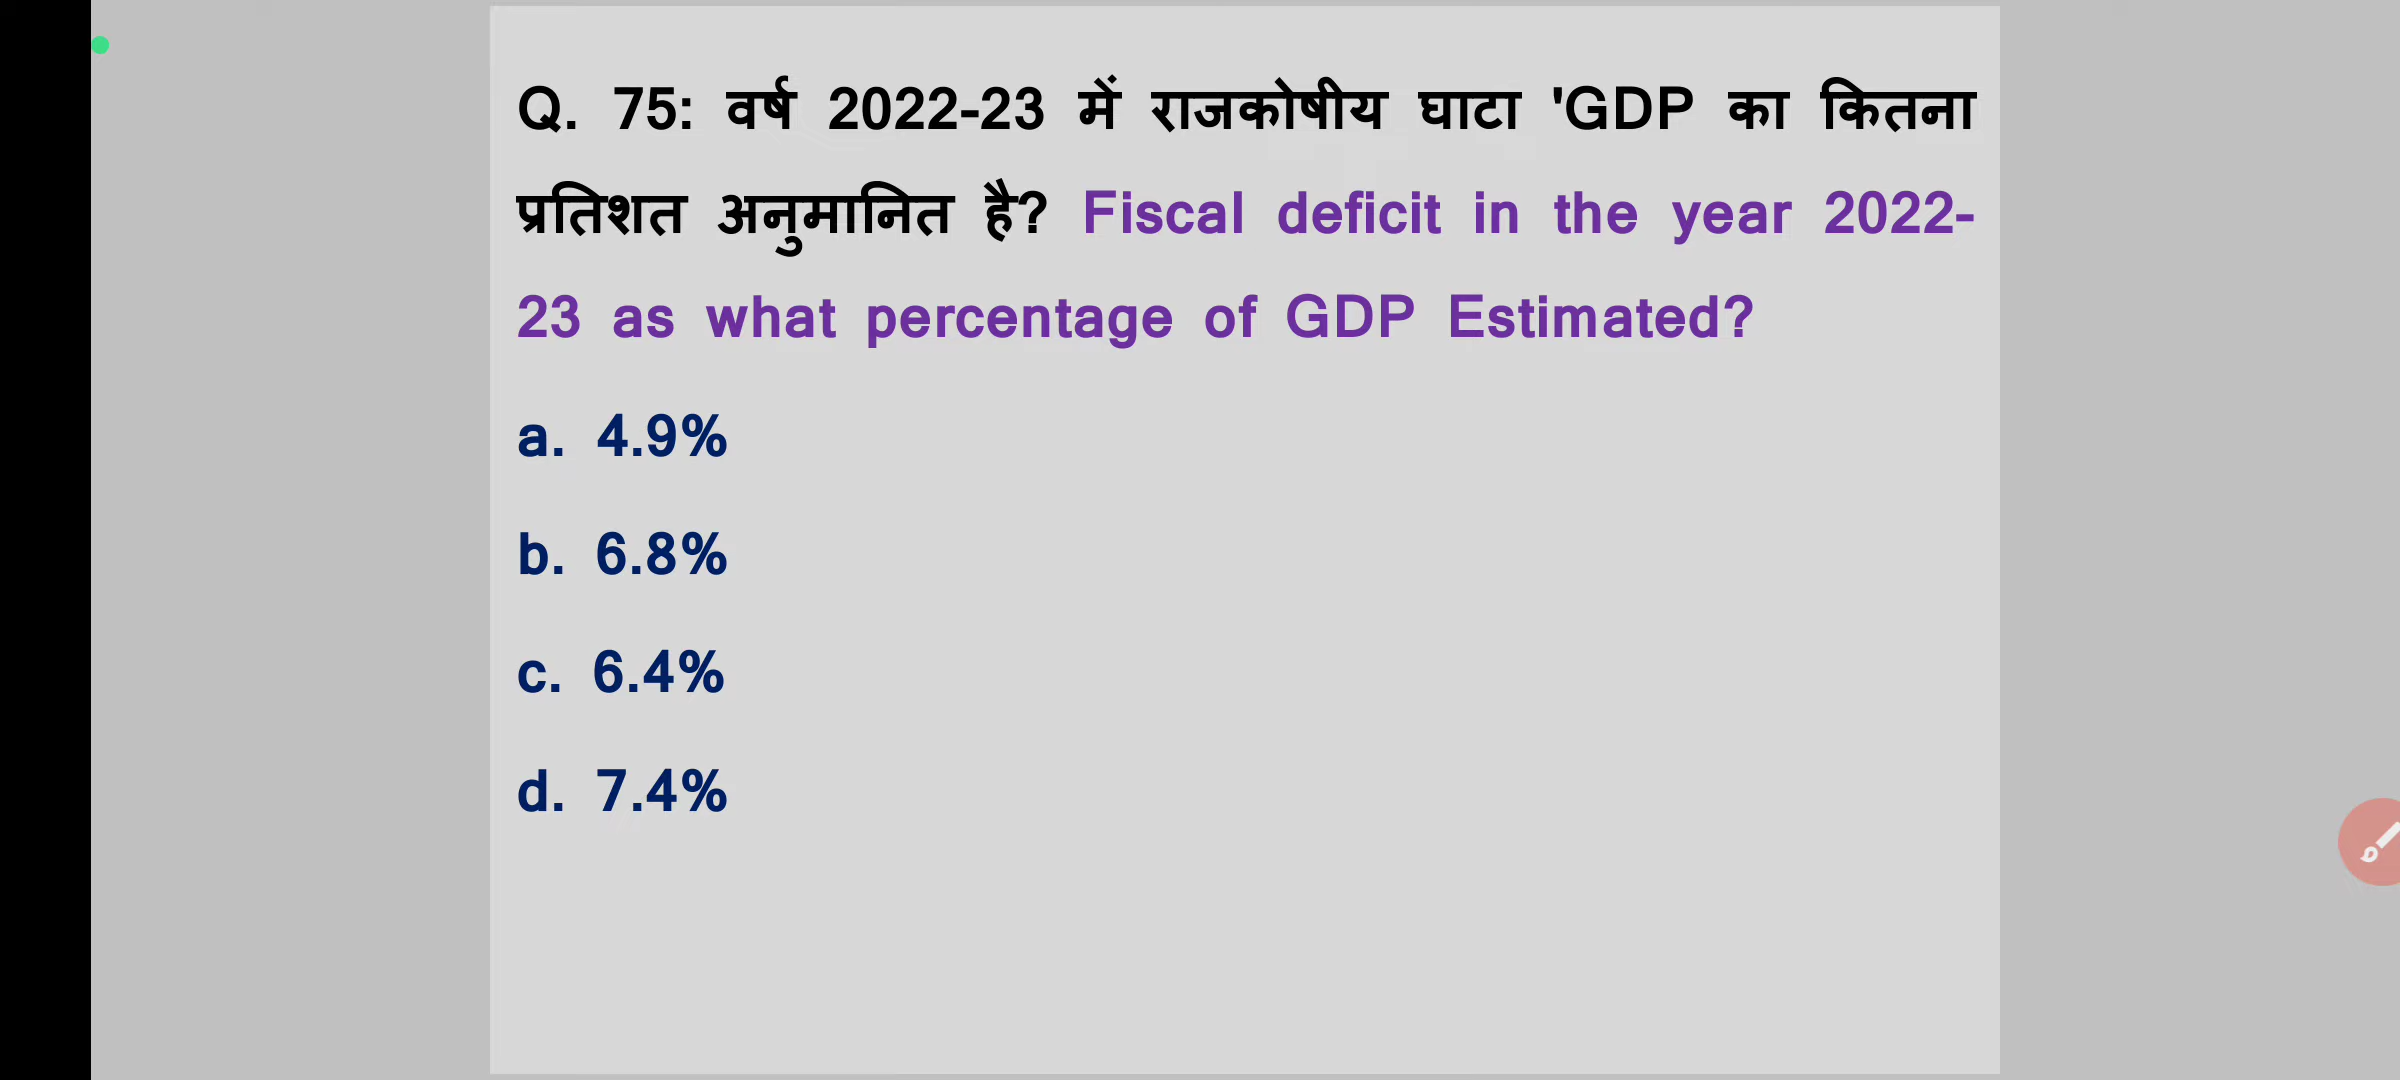 Q. 75: वर्ष 2022-23 में राजकोषीय घाटा 'GDP का कितना
प्रतिशत अनुमानित है? Fiscal deficit in the year 2022-
23 as what percentage of GDP Estimated?
a. 4.9%
b. 6.8%
c. 6.4%
d. 7.4%